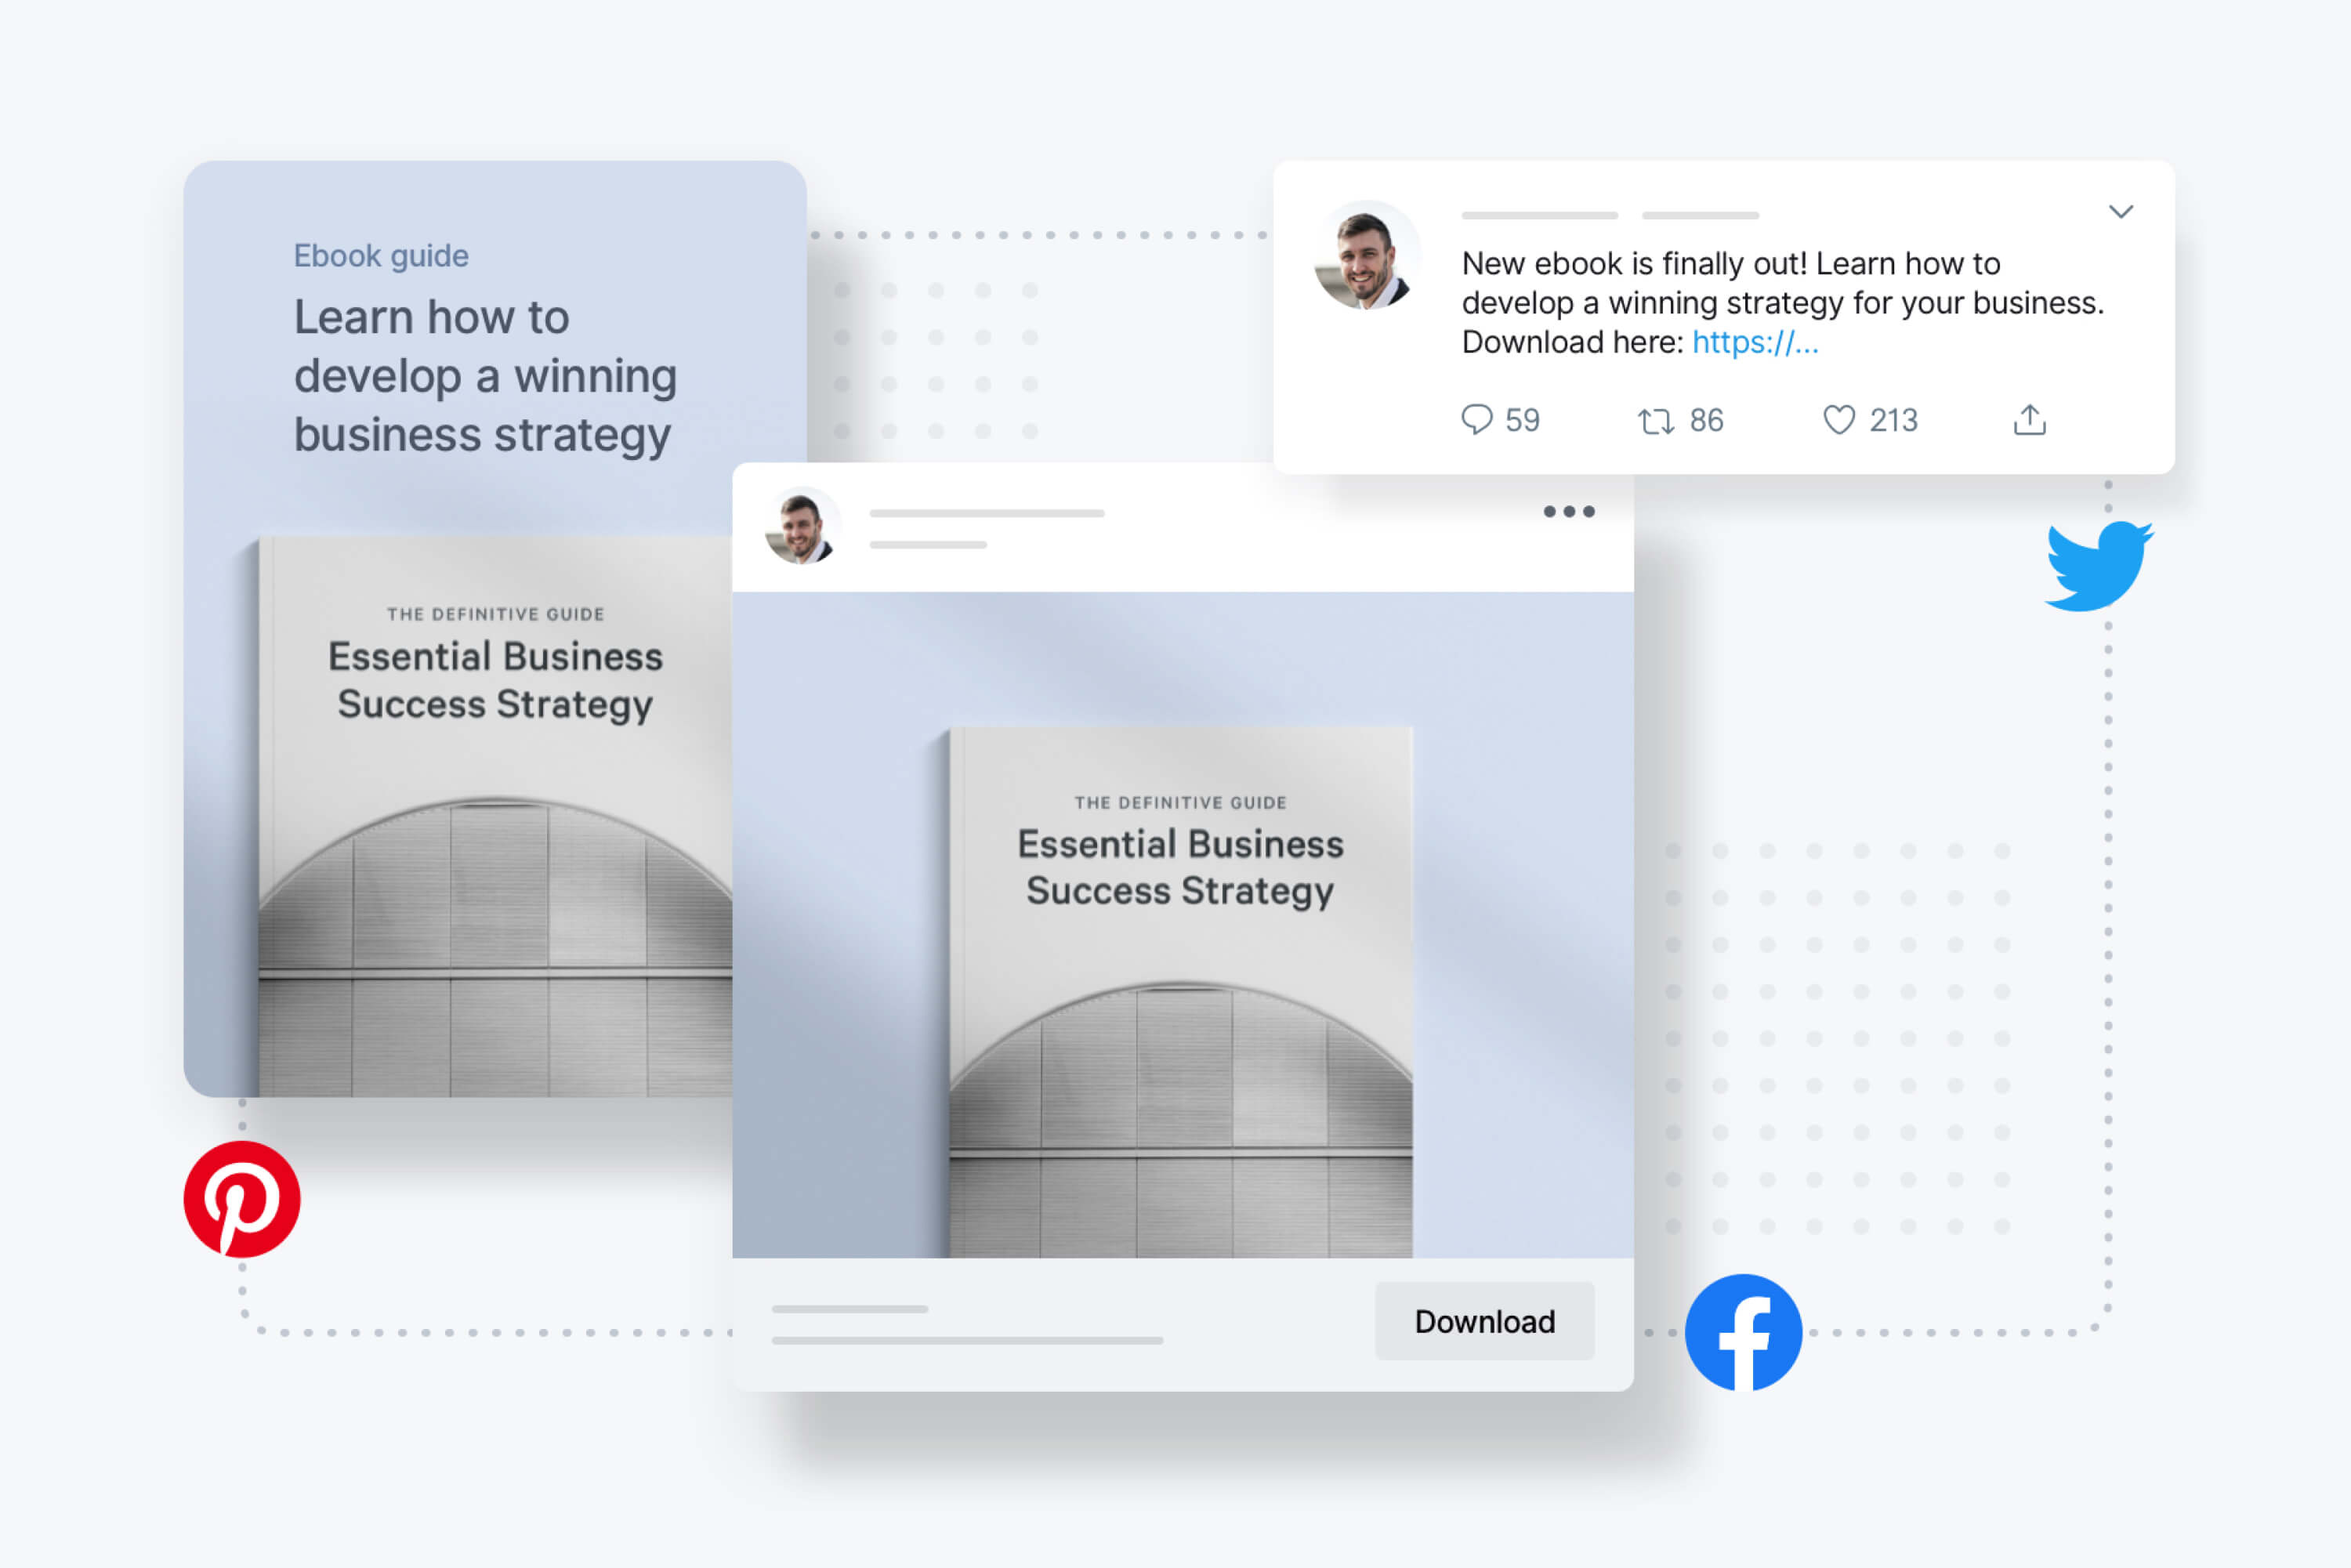 Ebook guide
Learn how to
develop a winning
business strategy
THE DEFINITIVE GUIDE
Essential Business
Success Strategy
New ebook is finally out! Learn how to
develop a winning strategy for your business.
Download here: https://...
59 86 213
THE DEFINITIVE GUIDE
Essential Business
Success Strategy
Download